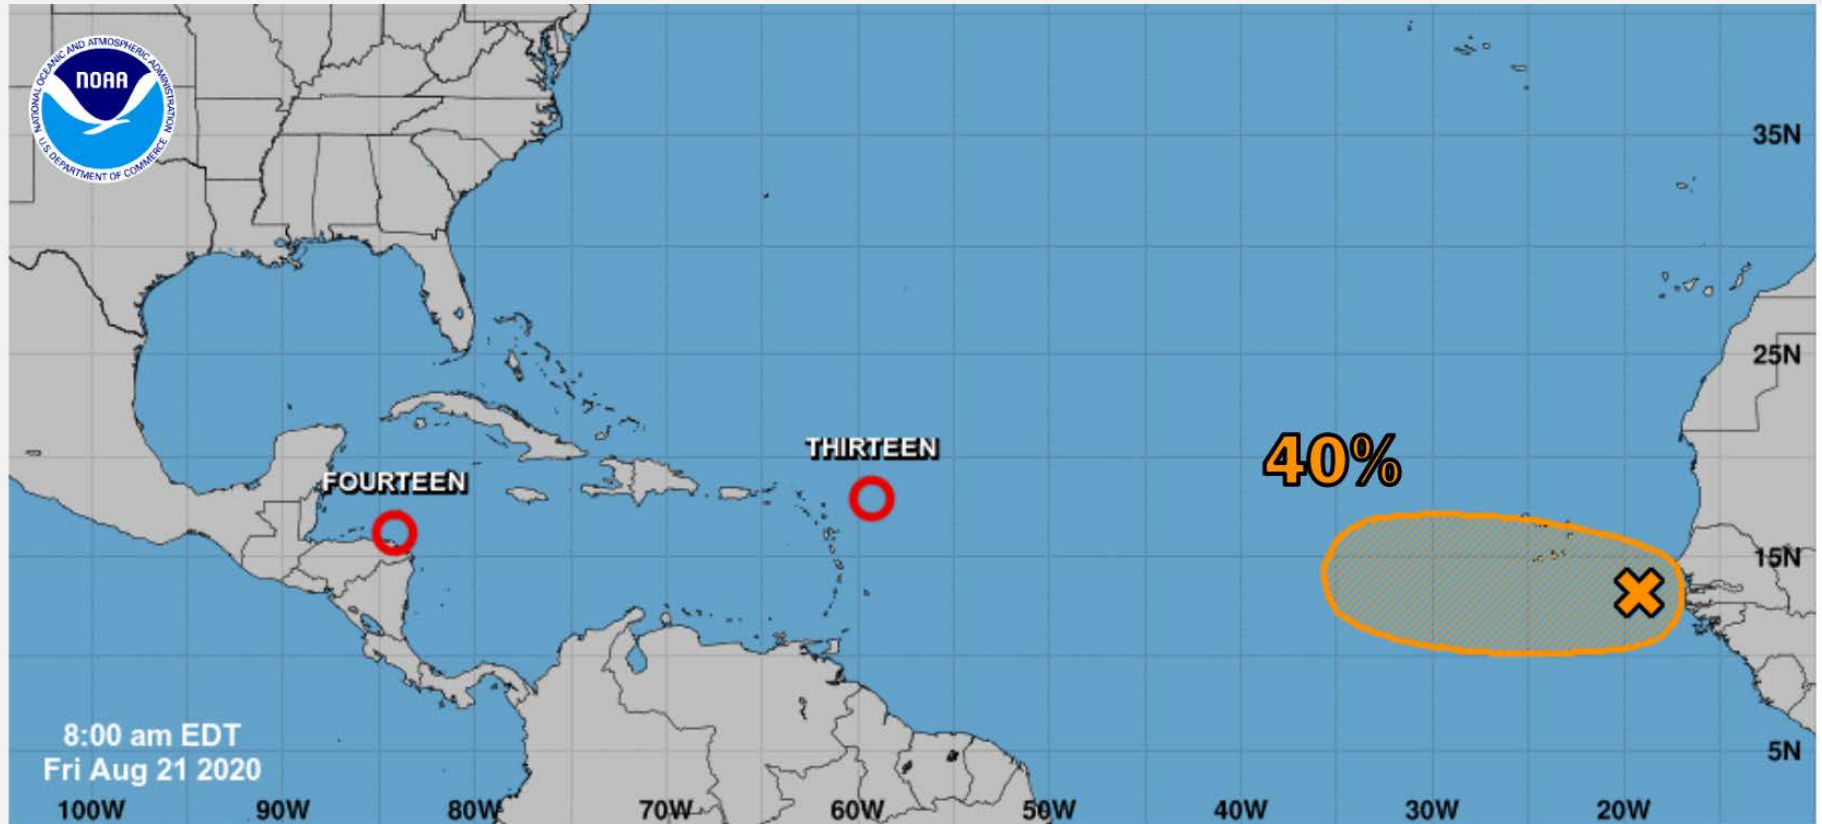 NATIONAL OCEANIC AND ATMOSPHERIC ADMINISTRATION
NOAA
U.S. DEPARTMENT OF COMMERCE
35N
25N
40%
THIRTEEN
FOURTEEN
15N
8:00 am EDT
Fri Aug 21 2020
5N
100W 90W 80W 70W 60W 50W 40W 30W 20W